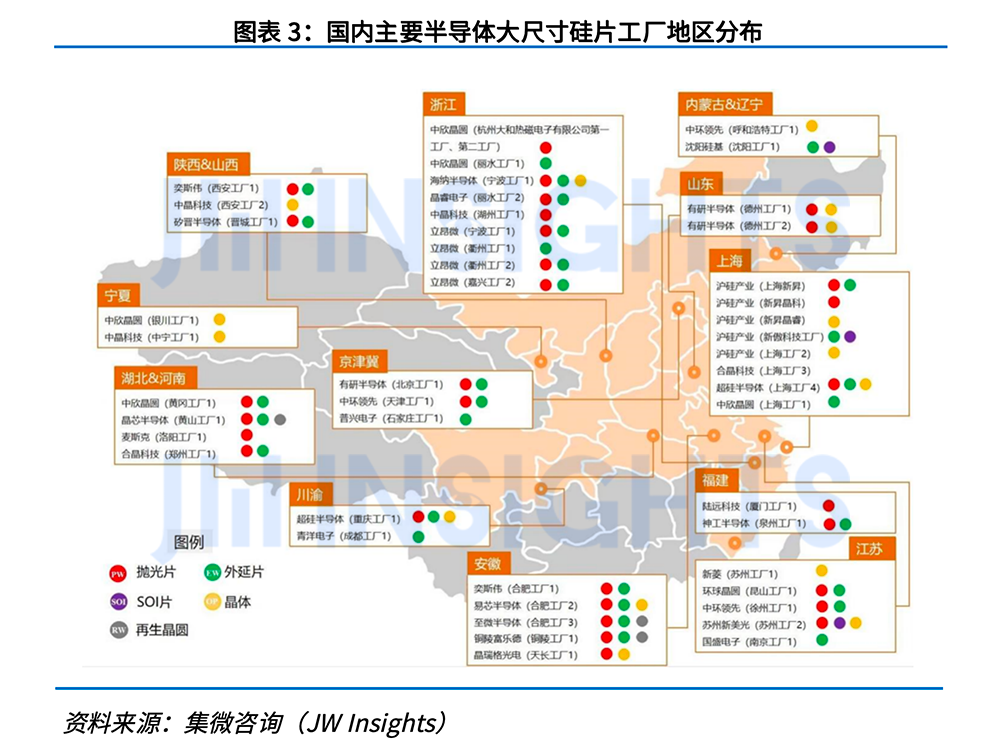 图表 3：国内主要半导体大尺寸硅片工厂地区分布
浙江
中欣晶园（杭州大和热磁电子有限公司第一
工厂、第二工厂）
中欣晶园（丽水工厂1）
海纳半导体（宁波工厂1）
晶睿电子（丽水工厂2）
中晶科技（湖州工厂1）
立昂微（宁波工厂1）
立昂微（衢州工厂1）
立昂微（衢州工厂2）
立昂微（嘉兴工厂2）
内蒙古&辽宁
中环领先（呼和浩特工厂1）
沈阳硅基（沈阳工厂1）
陕西&山西
奕斯伟（西安工厂1）
中晶科技（西安工厂2）
矽晋半导体（晋城工厂1）
山东
有研半导体（德州工厂1）
有研半导体（德州工厂2）
上海
沪硅产业（上海新昇）
沪硅产业（新昇晶科）
沪硅产业（新昇晶睿）
沪硅产业（新傲科技工厂）
沪硅产业（上海工厂2）
合晶科技（上海工厂3）
超硅半导体（上海工厂4）
中欣晶园（上海工厂1）
宁夏
中欣晶园（银川工厂1）
中晶科技（中宁工厂1）
京津冀
有研半导体（北京工厂1）
中环领先（天津工厂1）
普兴电子（石家庄工厂1）
湖北&河南
中欣晶园（黄冈工厂1）
晶芯半导体（黄山工厂1）
麦斯克（洛阳工厂1）
合晶科技（郑州工厂1）
川渝
超硅半导体（重庆工厂1）
青洋电子（成都工厂1）
福建
陆远科技（厦门工厂1）
神工半导体（泉州工厂1）
安徽
奕斯伟（合肥工厂1）
易芯半导体（合肥工厂2）
至微半导体（合肥工厂3）
铜陵富乐德（铜陵工厂1）
晶瑞格光电（天长工厂1）
江苏
新菱（苏州工厂1）
环球晶园（昆山工厂1）
中环领先（徐州工厂1）
苏州新美光（苏州工厂2）
国盛电子（南京工厂1）
图例
PW 抛光片
EW 外延片
SOI SOI片
OP 晶体
RW 再生晶圆
JW INSIGHTS
JW INSIGHTS
资料来源：集微咨询（JW Insights）